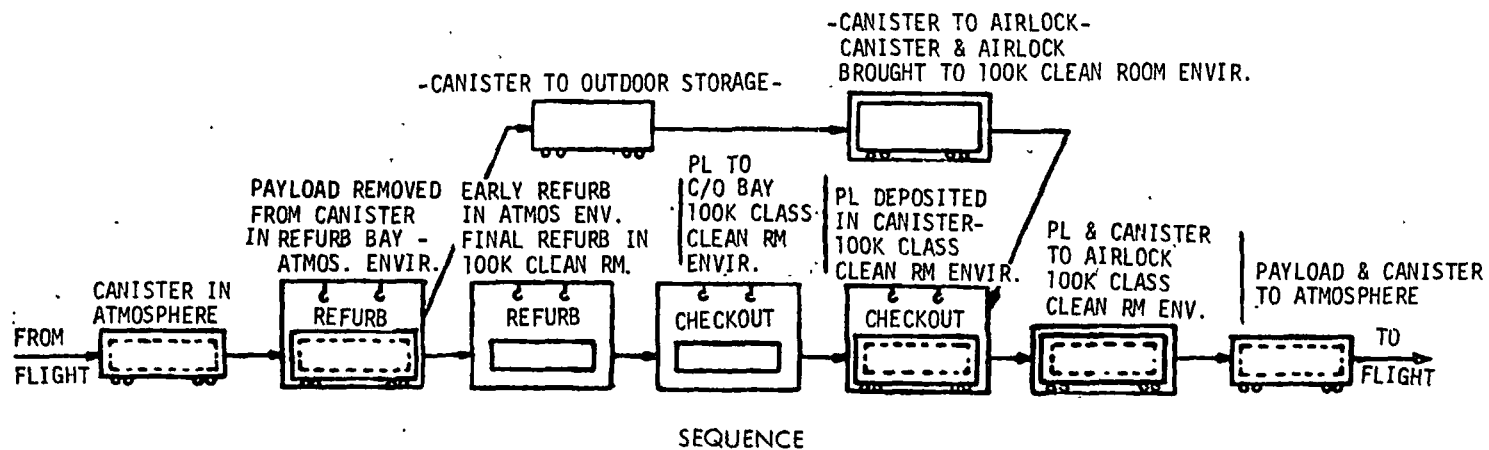 -CANISTER TO AIRLOCK-
CANISTER & AIRLOCK
BROUGHT TO 100K CLEAN ROOM ENVIR.
-CANISTER TO OUTDOOR STORAGE-
PAYLOAD REMOVED
FROM CANISTER
IN REFURB BAY -
ATMOS. ENVIR.
EARLY REFURB
IN ATMOS ENV.
FINAL REFURB IN
100K CLEAN RM.
PL TO
C/O BAY
100K CLASS
CLEAN RM
ENVIR.
PL DEPOSITED
IN CANISTER-
100K CLASS
CLEAN RM ENVIR.
PL & CANISTER
TO AIRLOCK
100K CLASS
CLEAN RM ENV.
PAYLOAD & CANISTER
TO ATMOSPHERE
CANISTER IN
ATMOSPHERE
FROM
FLIGHT
REFURB
REFURB
CHECKOUT
CHECKOUT
TO
FLIGHT
SEQUENCE